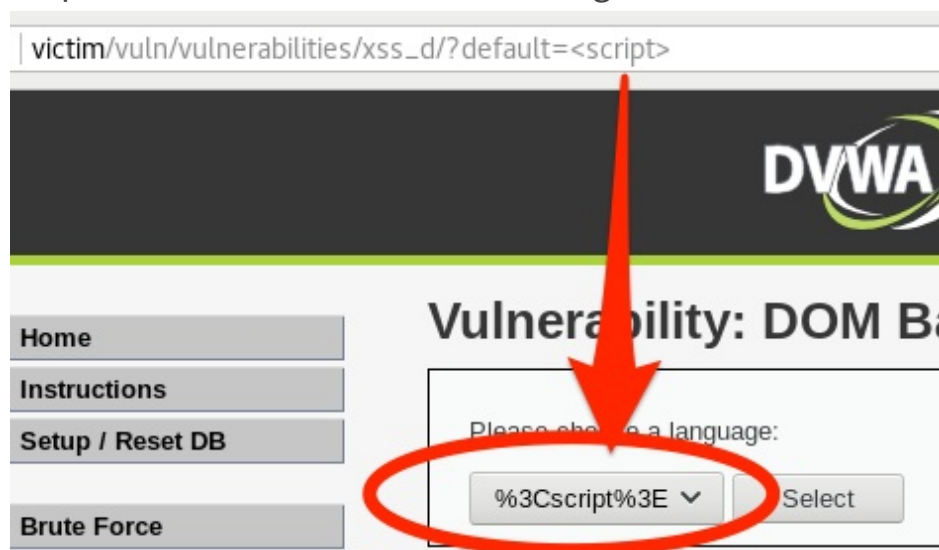 victim/vuln/vulnerabilities/xss_d/?default=<script>
DVWA
Vulnerability: DOM Ba
Home
Instructions
Setup / Reset DB
Brute Force
Please choose a language:
%3Cscript%3E
Select